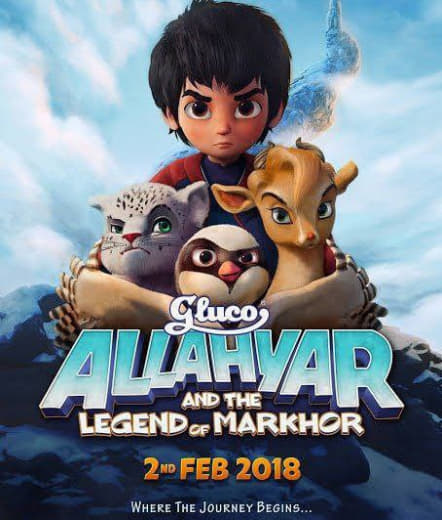 Gluco
ALLAHYAR
AND THE
LEGEND OF MARKHOR
2ND FEB 2018
WHERE THE JOURNEY BEGINS...